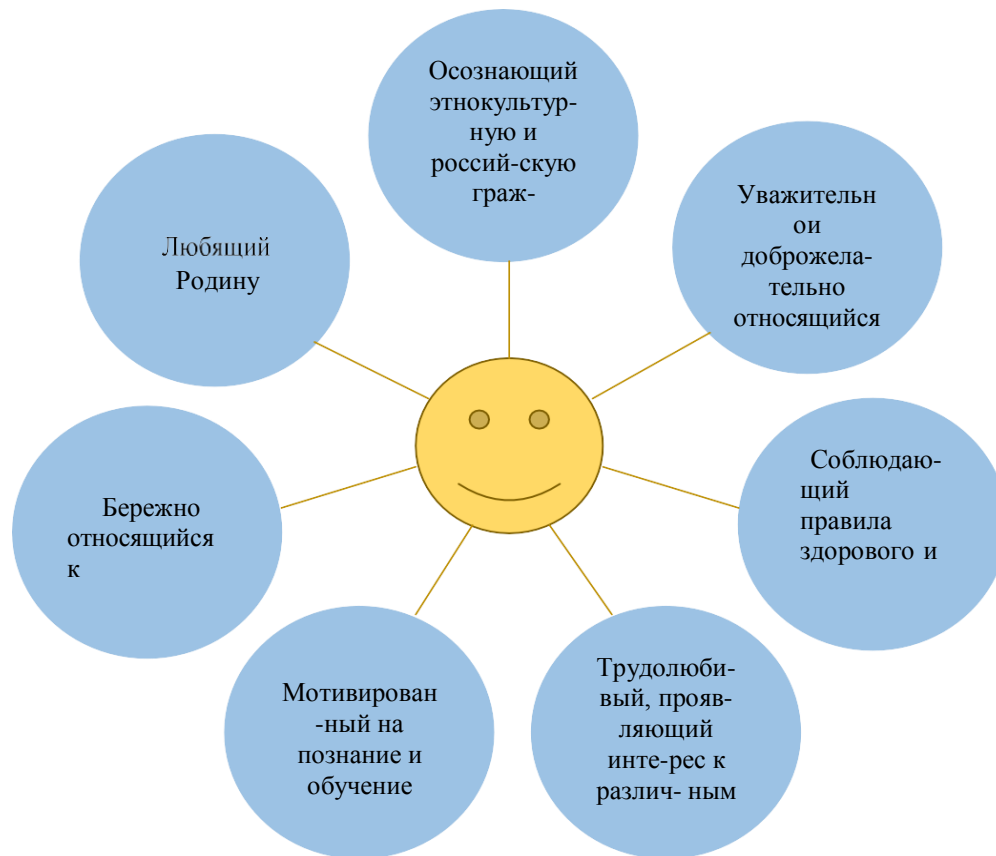 Осознающий
этнокультур-
ную и
россий-скую
граж-
Уважительн
ои
доброжела-
тельно
относящийся
Любящий
Родину
Соблюдаю-
щий
правила
здорового и
Бережно
относящийся
к
Мотивирован
-ный на
познание и
обучение
Трудолюби-
вый, прояв-
ляющий
инте-рес к
различ- ным